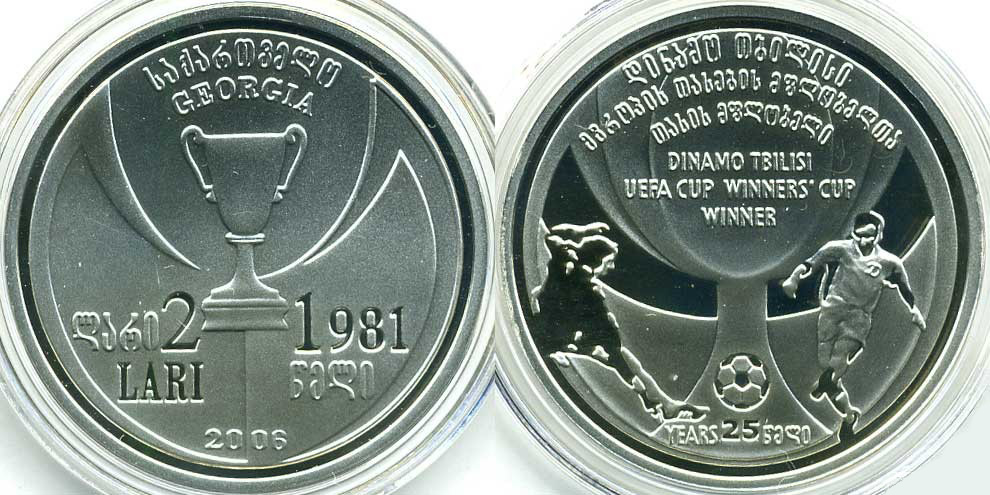 საქართველო
GEORGIA
ლარი 2 1981
LARI წელი
2006
დინამო თბილისი
ევროპის თასების მფლობელთა
თასის მფლობელი
DINAMO TBILISI
UEFA CUP WINNERS' CUP
WINNER
YEARS 25 წელი